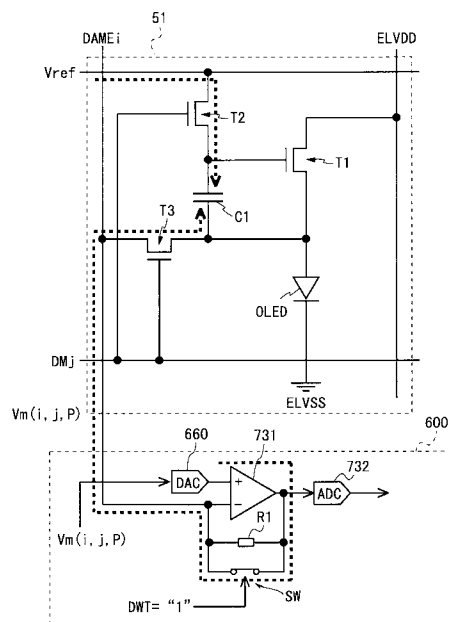 DAMEi
51
ELVDD
Vref
T2
T1
T3
C1
OLED
DMj
ELVSS
Vm(i, j, P)
600
660
731
732
DAC
+
−
ADC
R1
Vm(i, j, P)
SW
DWT= “1”